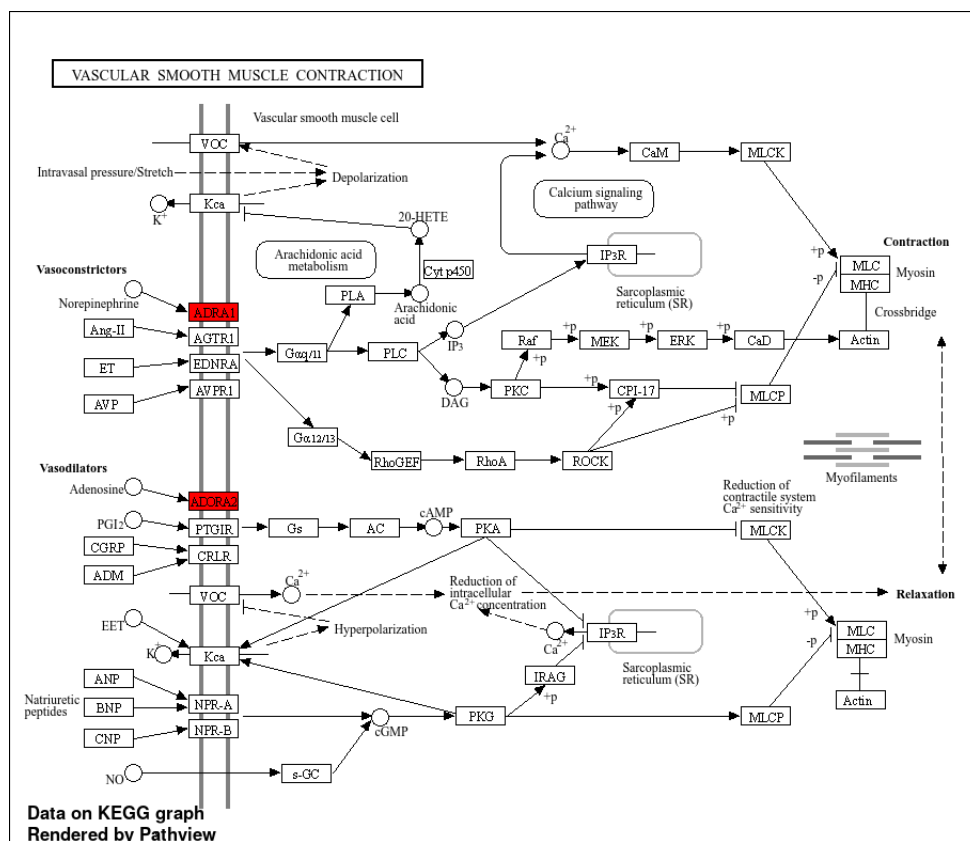 VASCULAR SMOOTH MUSCLE CONTRACTION
Vascular smooth muscle cell
VOC
Ca2+
CaM
MLCK
Intravasal pressure/Stretch
Depolarization
Kca
K+
Calcium signaling
pathway
20-HETE
Arachidonic acid
metabolism
Cyt p450
IP3R
Sarcoplasmic
reticulum (SR)
+p
-p
Contraction
MLC
MHC
Myosin
Crossbridge
Vasoconstrictors
Norepinephrine
ADRA1
PLA
Arachidonic
acid
Ang-II
AGTR1
ET
EDNRA
AVP
AVPR1
Gαq/11
PLC
IP3
DAG
Raf
+p
MEK
+p
ERK
+p
CaD
Actin
+p
PKC
+p
CPI-17
MLCP
+p
+p
Gα12/13
RhoGEF
RhoA
ROCK
Myofilaments
Vasodilators
Adenosine
ADORA2
PGI2
PTGIR
Gs
AC
cAMP
PKA
Reduction of
contractile system
Ca2+ sensitivity
MLCK
CGRP
CRLR
ADM
VOC
Ca2+
Reduction of
intracellular
Ca2+ concentration
Relaxation
EET
Hyperpolarization
Kca
K+
Ca2+
IP3R
Sarcoplasmic
reticulum (SR)
+p
-p
MLC
MHC
Myosin
Actin
IRAG
+p
ANP
Natriuretic
peptides
BNP
CNP
NPR-A
NPR-B
cGMP
PKG
MLCP
NO
s-GC
Data on KEGG graph
Rendered by Pathview